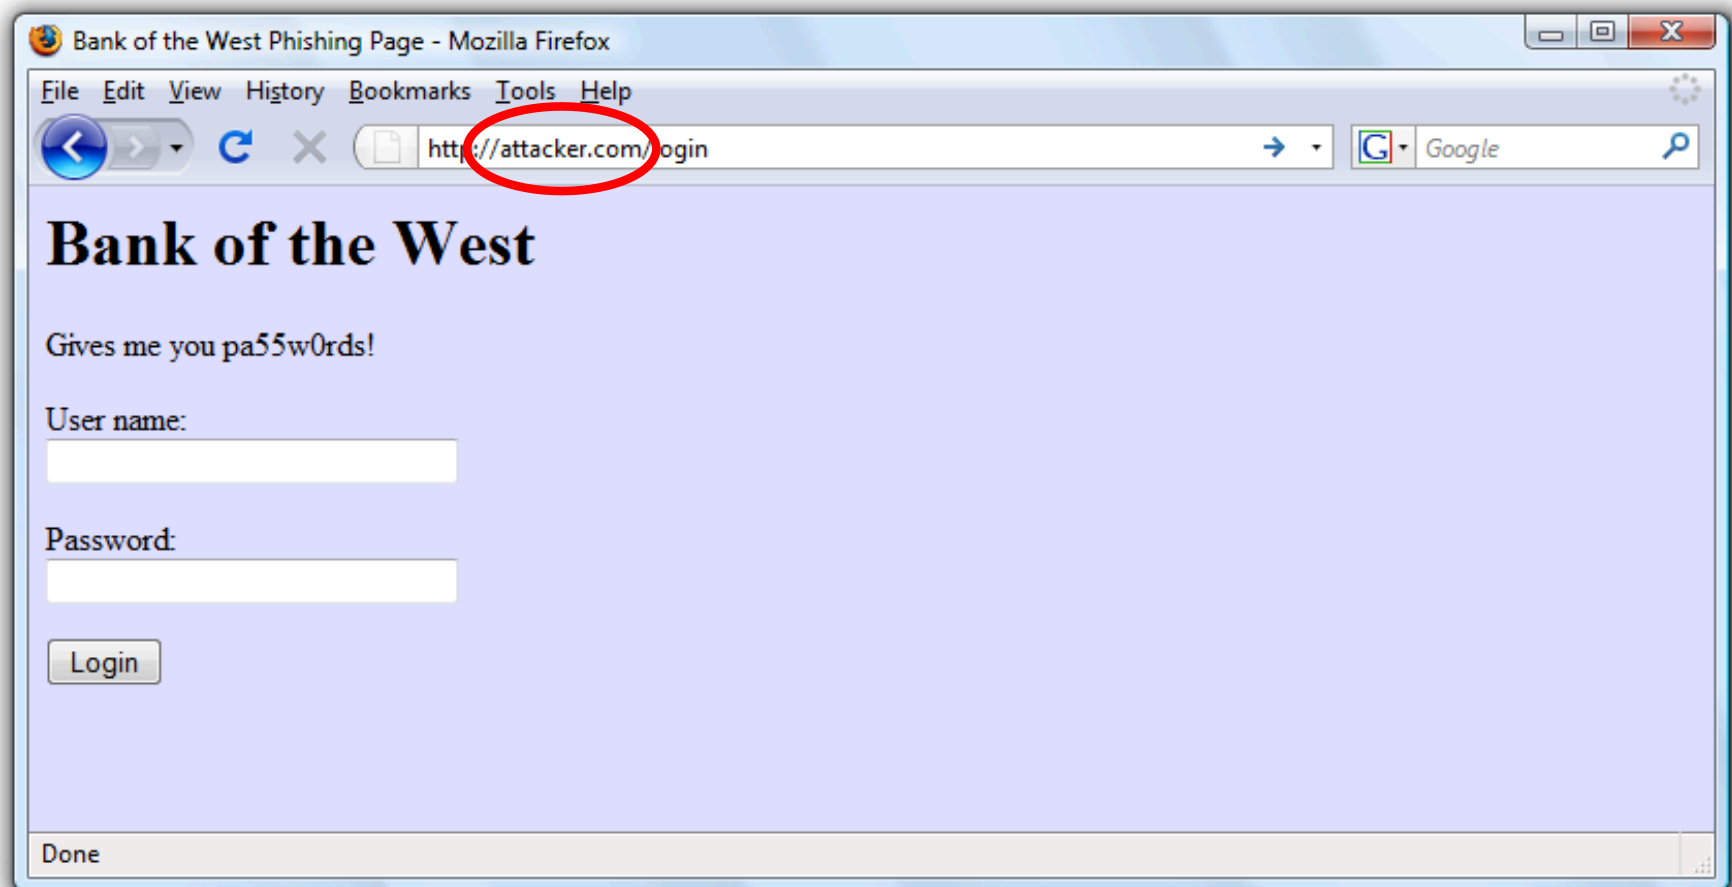 Bank of the West Phishing Page - Mozilla Firefox
File Edit View History Bookmarks Tools Help
http://attacker.com/login
G Google
Bank of the West
Gives me you pa55w0rds!
User name:
Password:
Login
Done